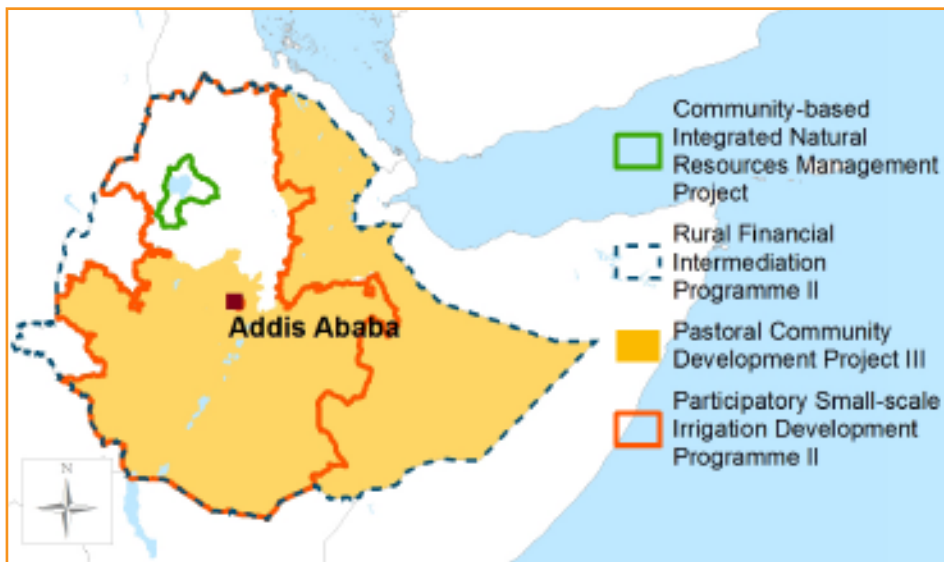 Community-based
Integrated Natural
Resources Management
Project
Rural Financial
Intermediation
Programme II
Addis Ababa
Pastoral Community
Development Project III
Participatory Small-scale
Irrigation Development
Programme II
N